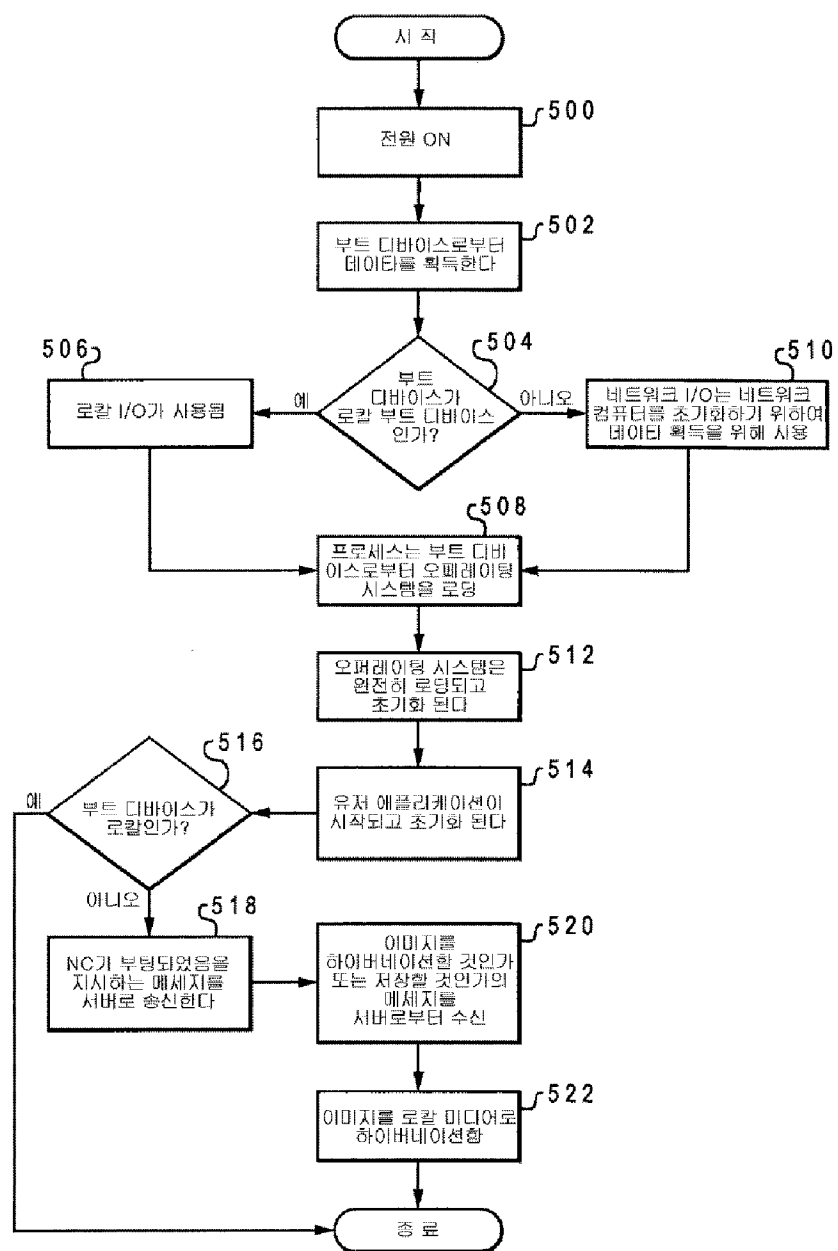 시 작
500
전원 ON
502
부트 디바이스로부터
데이타를 획득한다
504
부트
디바이스가
로칼 부트 디바이스
인가?
506
예
아니오
510
로칼 I/O가 사용됨
네트워크 I/O는 네트워크
컴퓨터를 초기화하기 위하여
데이타 획득을 위해 사용
508
프로세스는 부트 디바
이스로부터 오페레이팅
시스템을 로딩
512
오퍼레이팅 시스템은
완전히 로딩되고
초기화 된다
516
514
예
부트 디바이스가
로칼인가?
유저 애플리케이션이
시작되고 초기화 된다
아니오
518
NC가 부팅되었음을
지시하는 메세지를
서버로 송신한다
520
이미지를
하이버네이션할 것인가
또는 저장할 것인가의
메세지를
서버로부터 수신
522
이미지를 로칼 미디어로
하이버네이션함
종 료